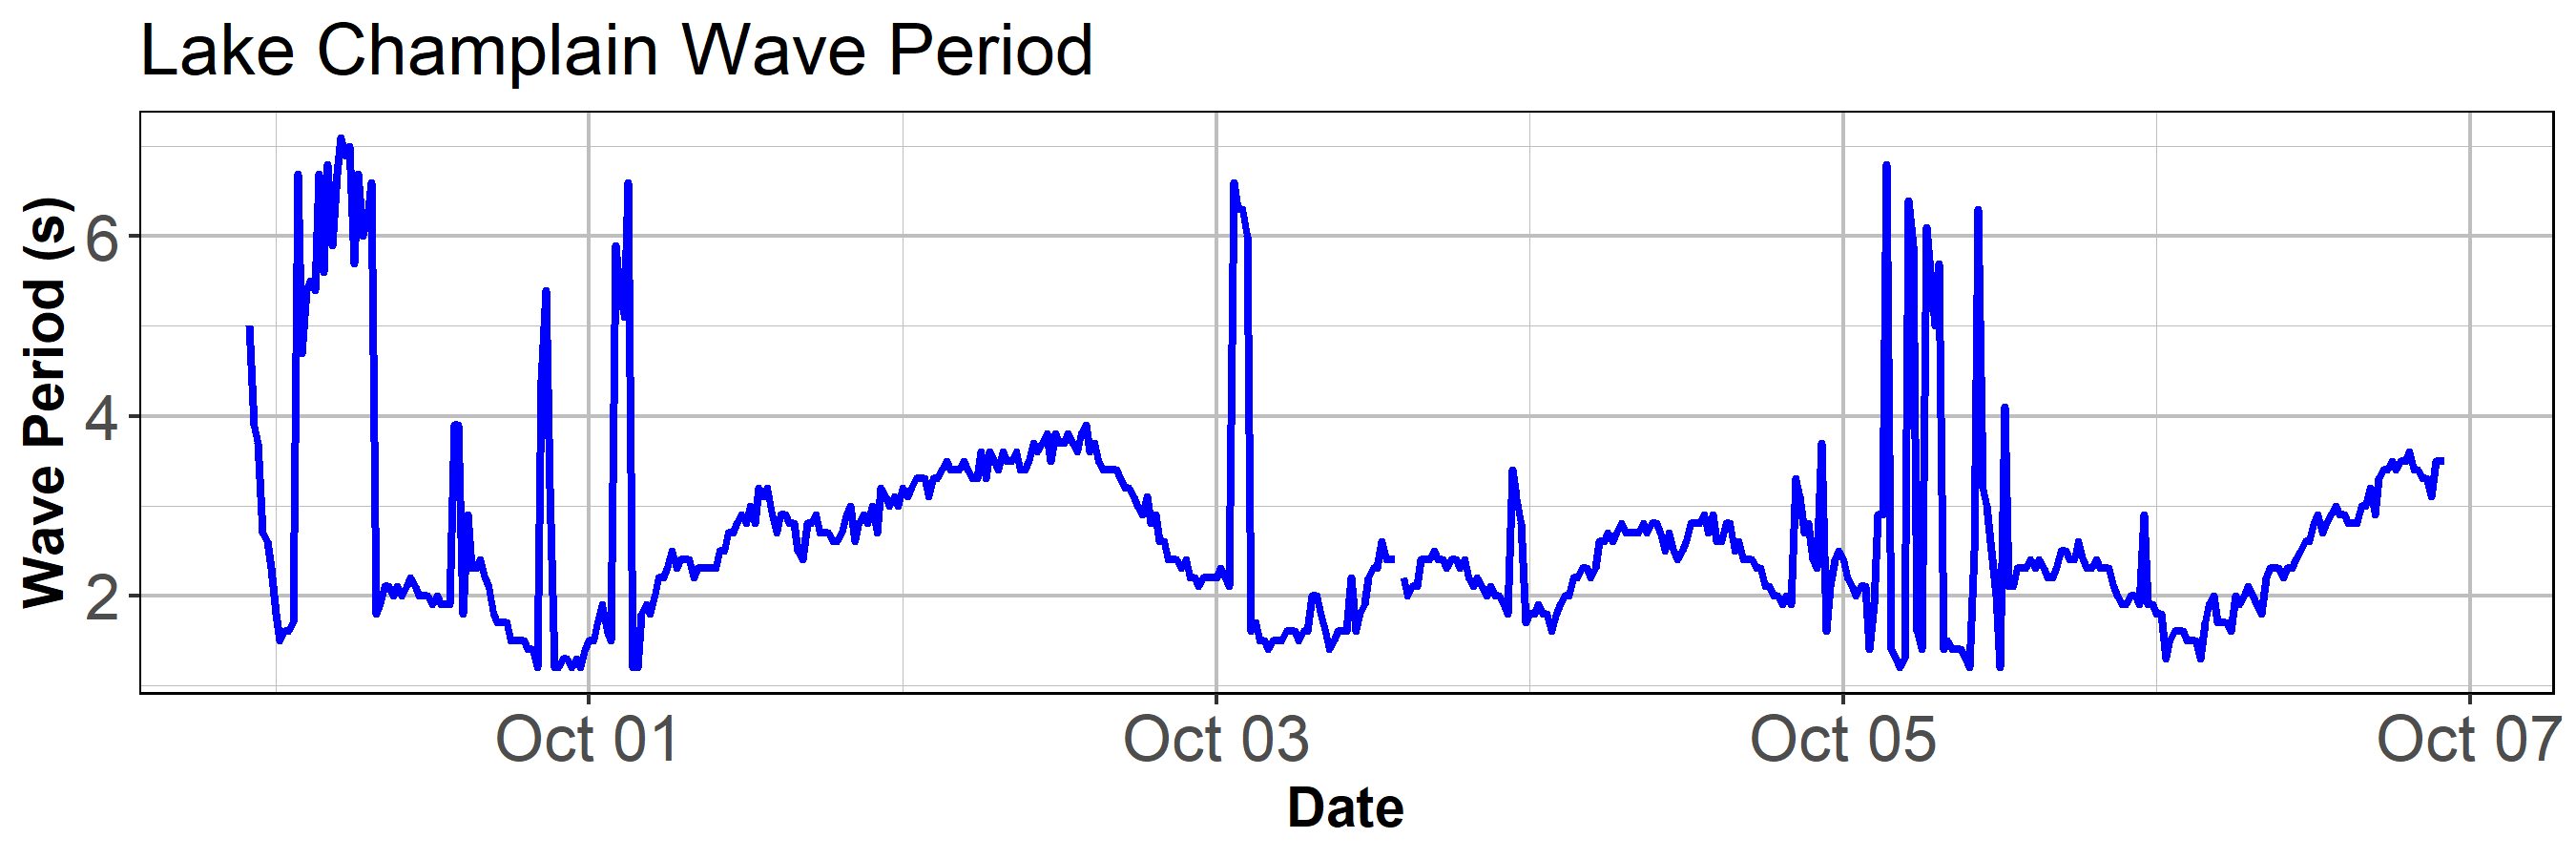 Lake Champlain Wave Period
Wave Period (s)
6
4
2
Oct 01
Oct 03
Oct 05
Oct 07
Date